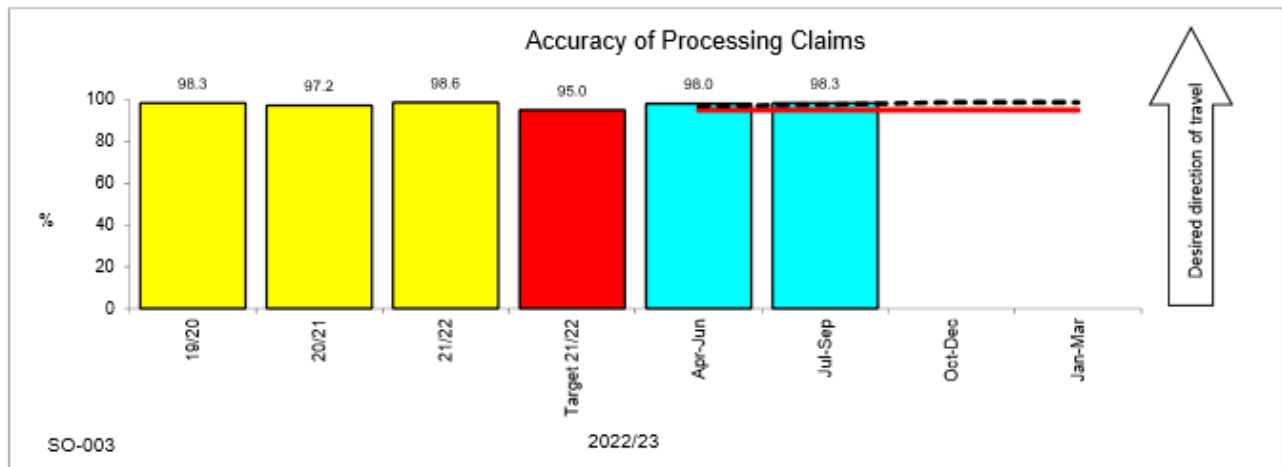 Accuracy of Processing Claims
98.3
97.2
98.6
95.0
98.0
98.3
100
80
60
40
20
0
%
19/20
20/21
21/22
Target 21/22
Apr-Jun
Jul-Sep
Oct-Dec
Jan-Mar
Desired direction of travel
SO-003
2022/23